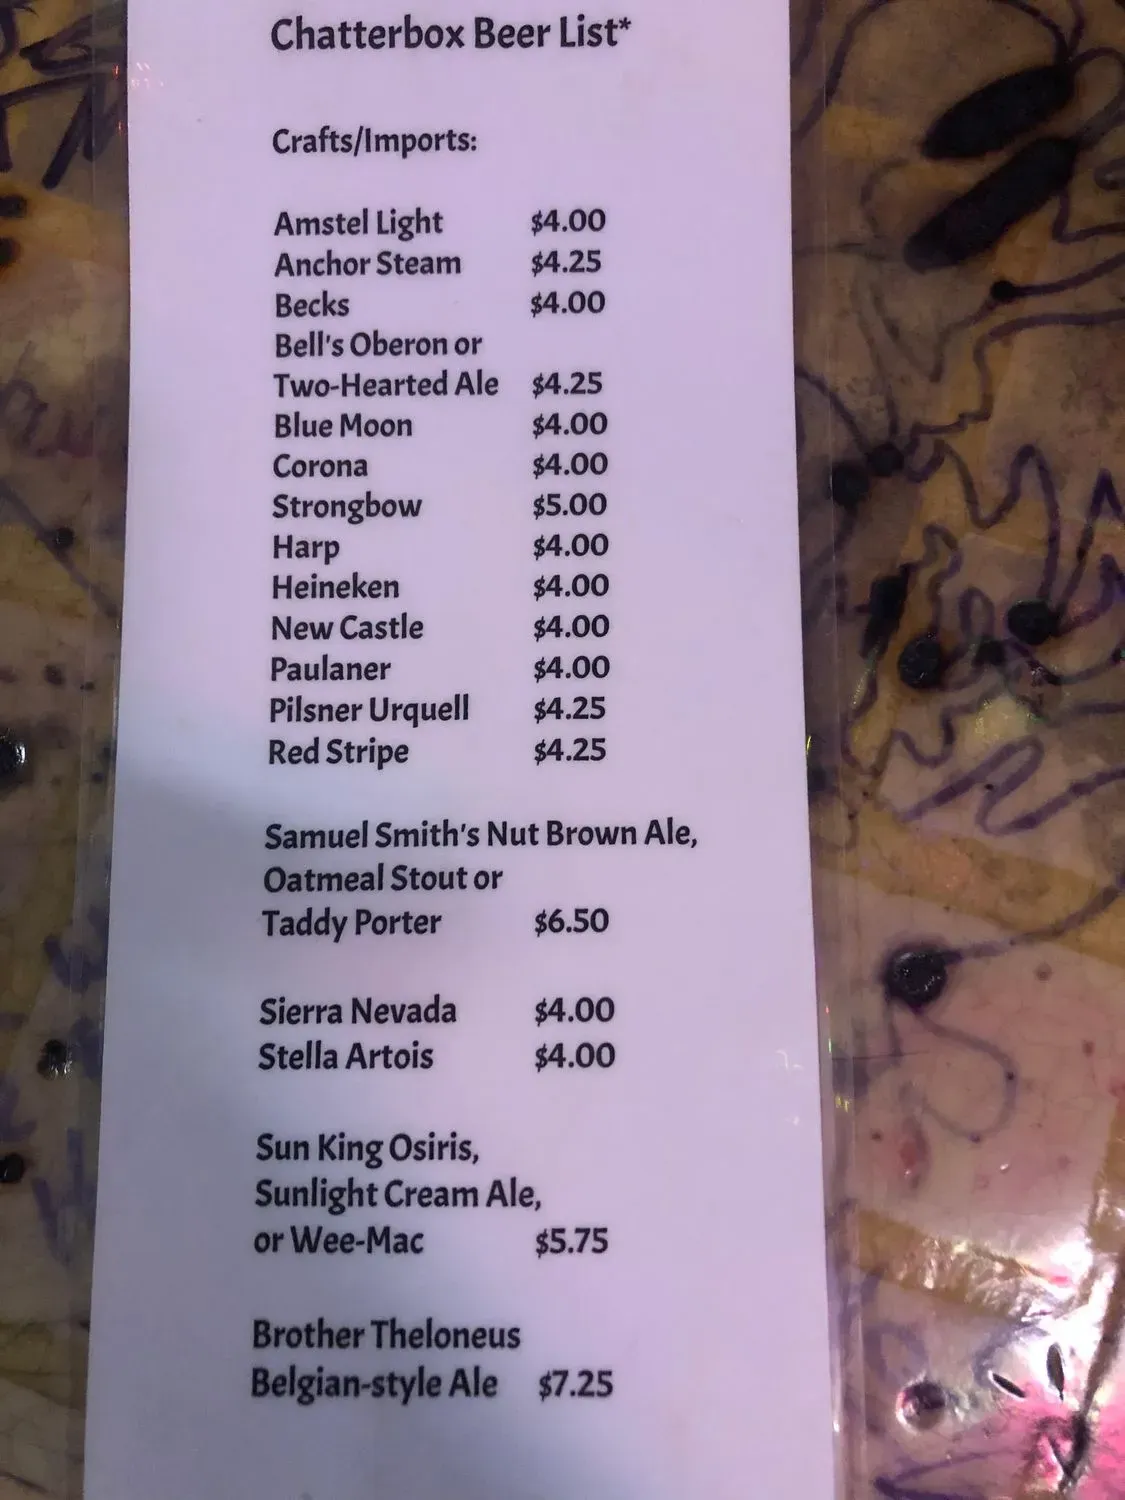 Chatterbox Beer List*
Crafts/Imports:
Amstel Light $4.00
Anchor Steam $4.25
Becks $4.00
Bell's Oberon or
Two-Hearted Ale $4.25
Blue Moon $4.00
Corona $4.00
Strongbow $5.00
Harp $4.00
Heineken $4.00
New Castle $4.00
Paulaner $4.00
Pilsner Urquell $4.25
Red Stripe $4.25
Samuel Smith's Nut Brown Ale,
Oatmeal Stout or
Taddy Porter $6.50
Sierra Nevada $4.00
Stella Artois $4.00
Sun King Osiris,
Sunlight Cream Ale,
or Wee-Mac $5.75
Brother Theloneus
Belgian-style Ale $7.25